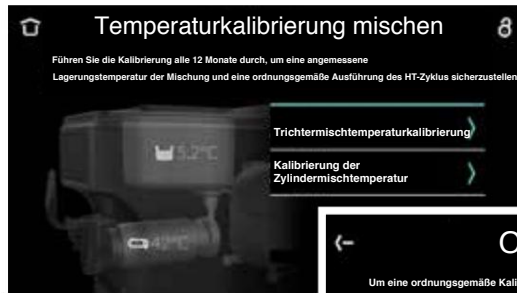 Temperaturkalibrierung mischen
Führen Sie die Kalibrierung alle 12 Monate durch, um eine angemessene
Lagerungstemperatur der Mischung und eine ordnungsgemäße Ausführung des HT-Zyklus sicherzustellen
Trichtermischtemperaturkalibrierung
5.2°C
Kalibrierung der
Zylindermischtemperatur
Um eine ordnungsgemäße Kali